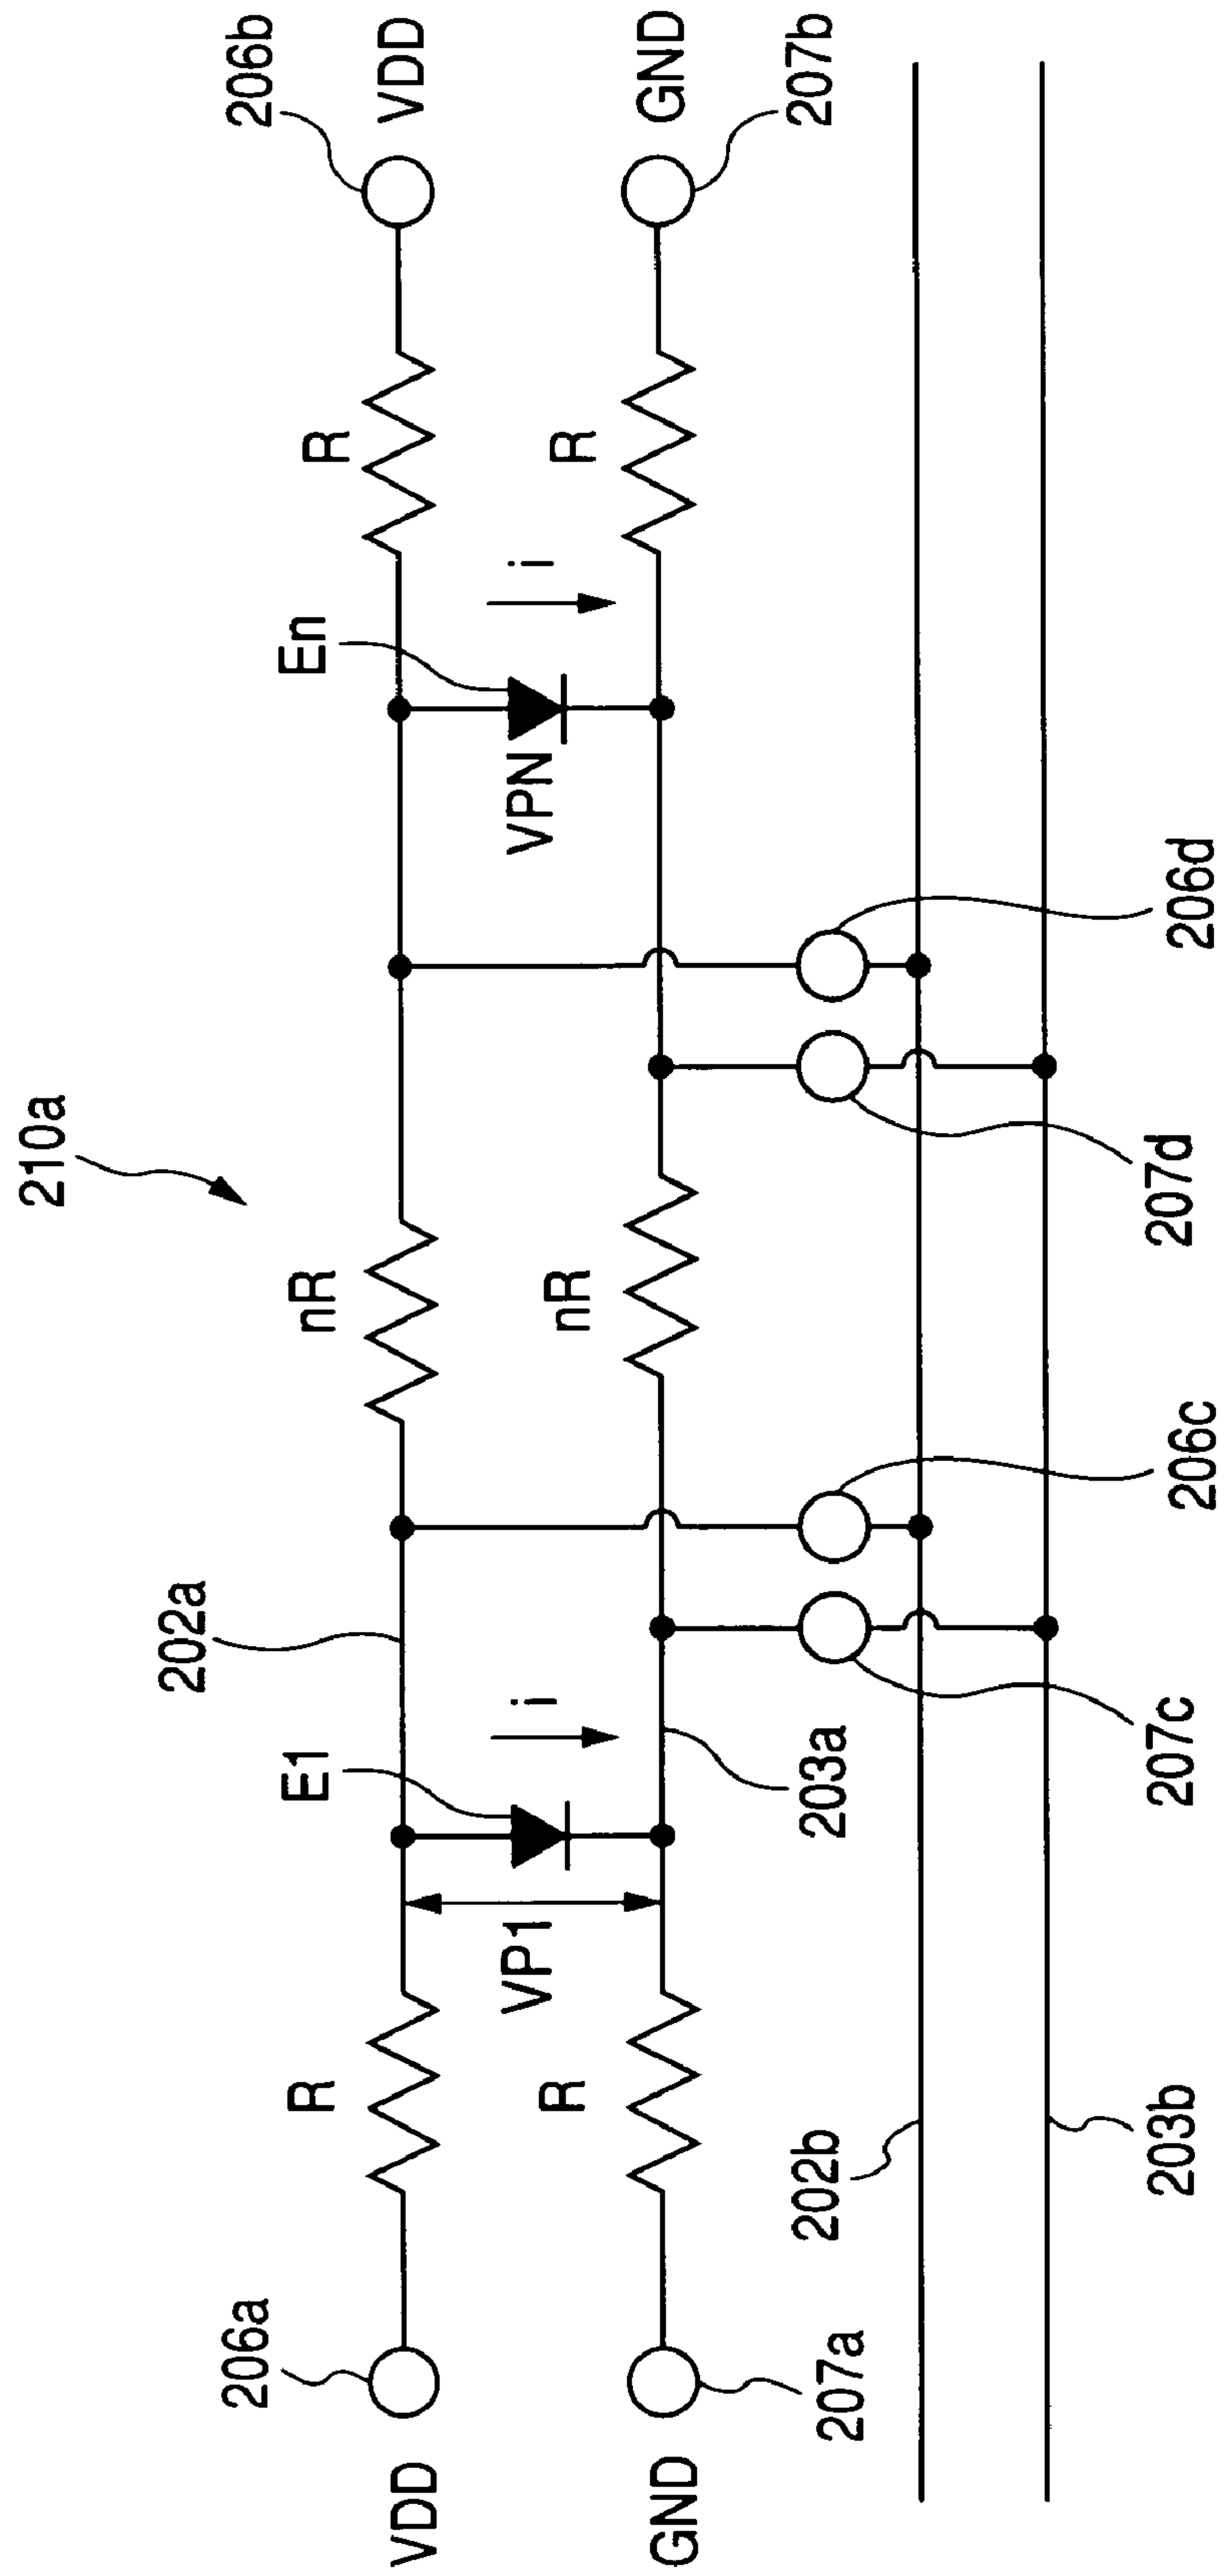 210a
206a
VDD
R
E1
202a
nR
En
R
206b
VDD
VP1
i
VPN
i
GND
207a
R
203a
nR
R
GND
207b
202b
207c
206c
207d
206d
203b